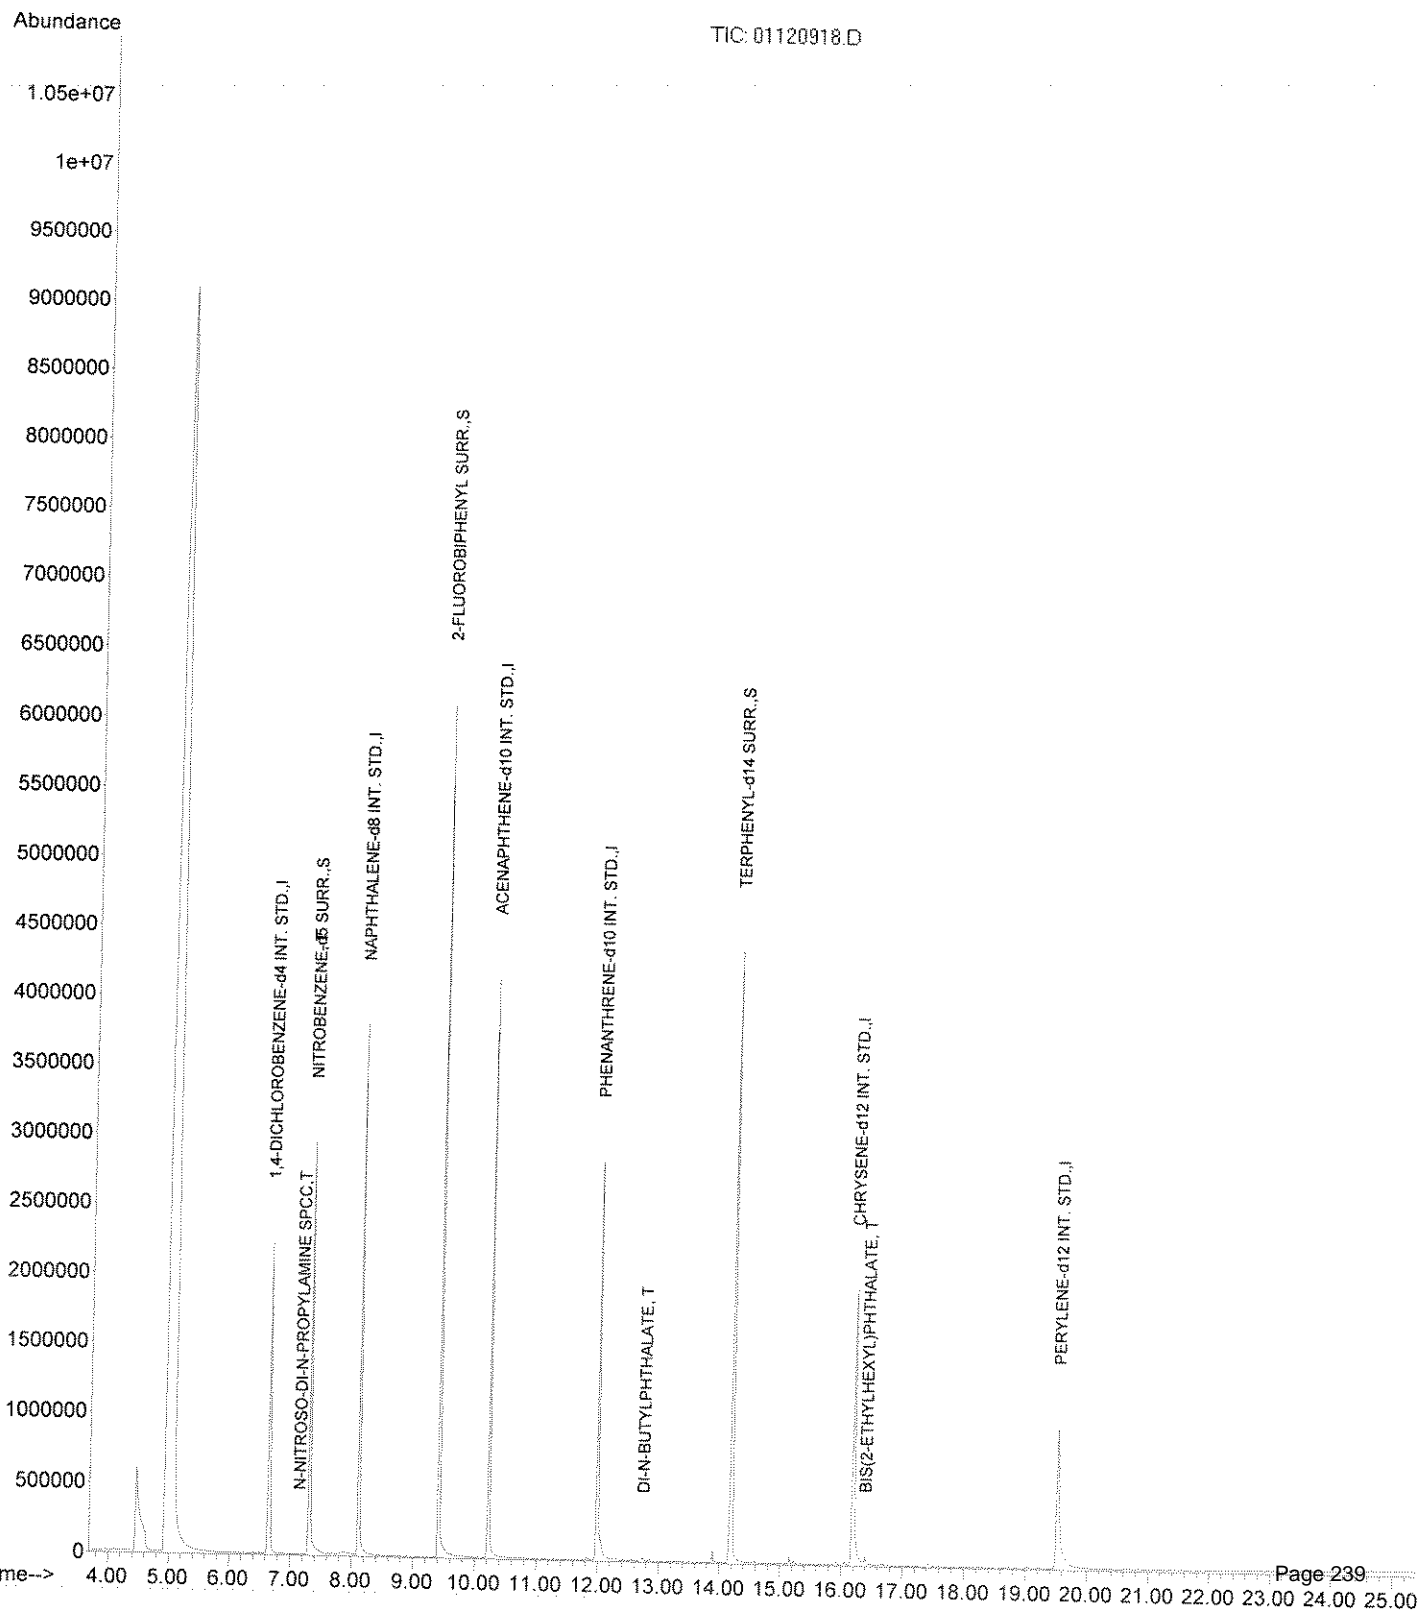 Abundance
TIC: 01120918.D
1.05e+07
1e+07
9500000
9000000
8500000
8000000
7500000
7000000
6500000
6000000
5500000
5000000
4500000
4000000
3500000
3000000
2500000
2000000
1500000
1000000
500000
0
1,4-DICHLOROBENZENE-d4 INT. STD.,I
N-NITROSO-DI-N-PROPYLAMINE SPCC,T
NITROBENZENE-d5 SURR.,S
NAPHTHALENE-d8 INT. STD.,I
2-FLUOROBIPHENYL SURR.,S
ACENAPHTHENE-d10 INT. STD.,I
PHENANTHRENE-d10 INT. STD.,I
DI-N-BUTYLPHTHALATE, T
TERPHENYL-d14 SURR.,S
CHRYSENE-d12 INT. STD.,I
BIS(2-ETHYLHEXYL)PHTHALATE, T
PERYLENE-d12 INT. STD.,I
me--> 4.00 5.00 6.00 7.00 8.00 9.00 10.00 11.00 12.00 13.00 14.00 15.00 16.00 17.00 18.00 19.00 20.00 21.00 22.00 23.00 24.00 25.00
Page 239